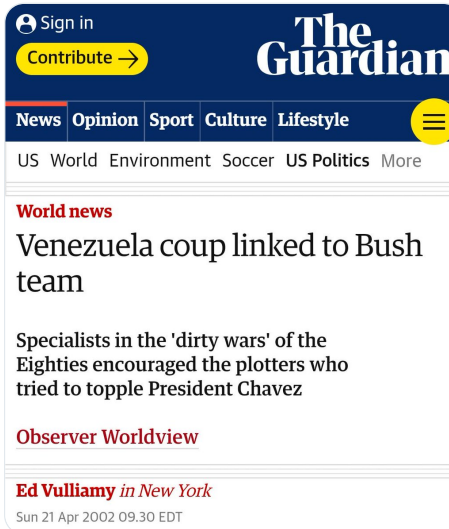 Sign in
Contribute →
The
Guardian
News Opinion Sport Culture Lifestyle
US World Environment Soccer US Politics More
World news
Venezuela coup linked to Bush
team
Specialists in the 'dirty wars' of the
Eighties encouraged the plotters who
tried to topple President Chavez
Observer Worldview
Ed Vulliamy in New York
Sun 21 Apr 2002 09.30 EDT